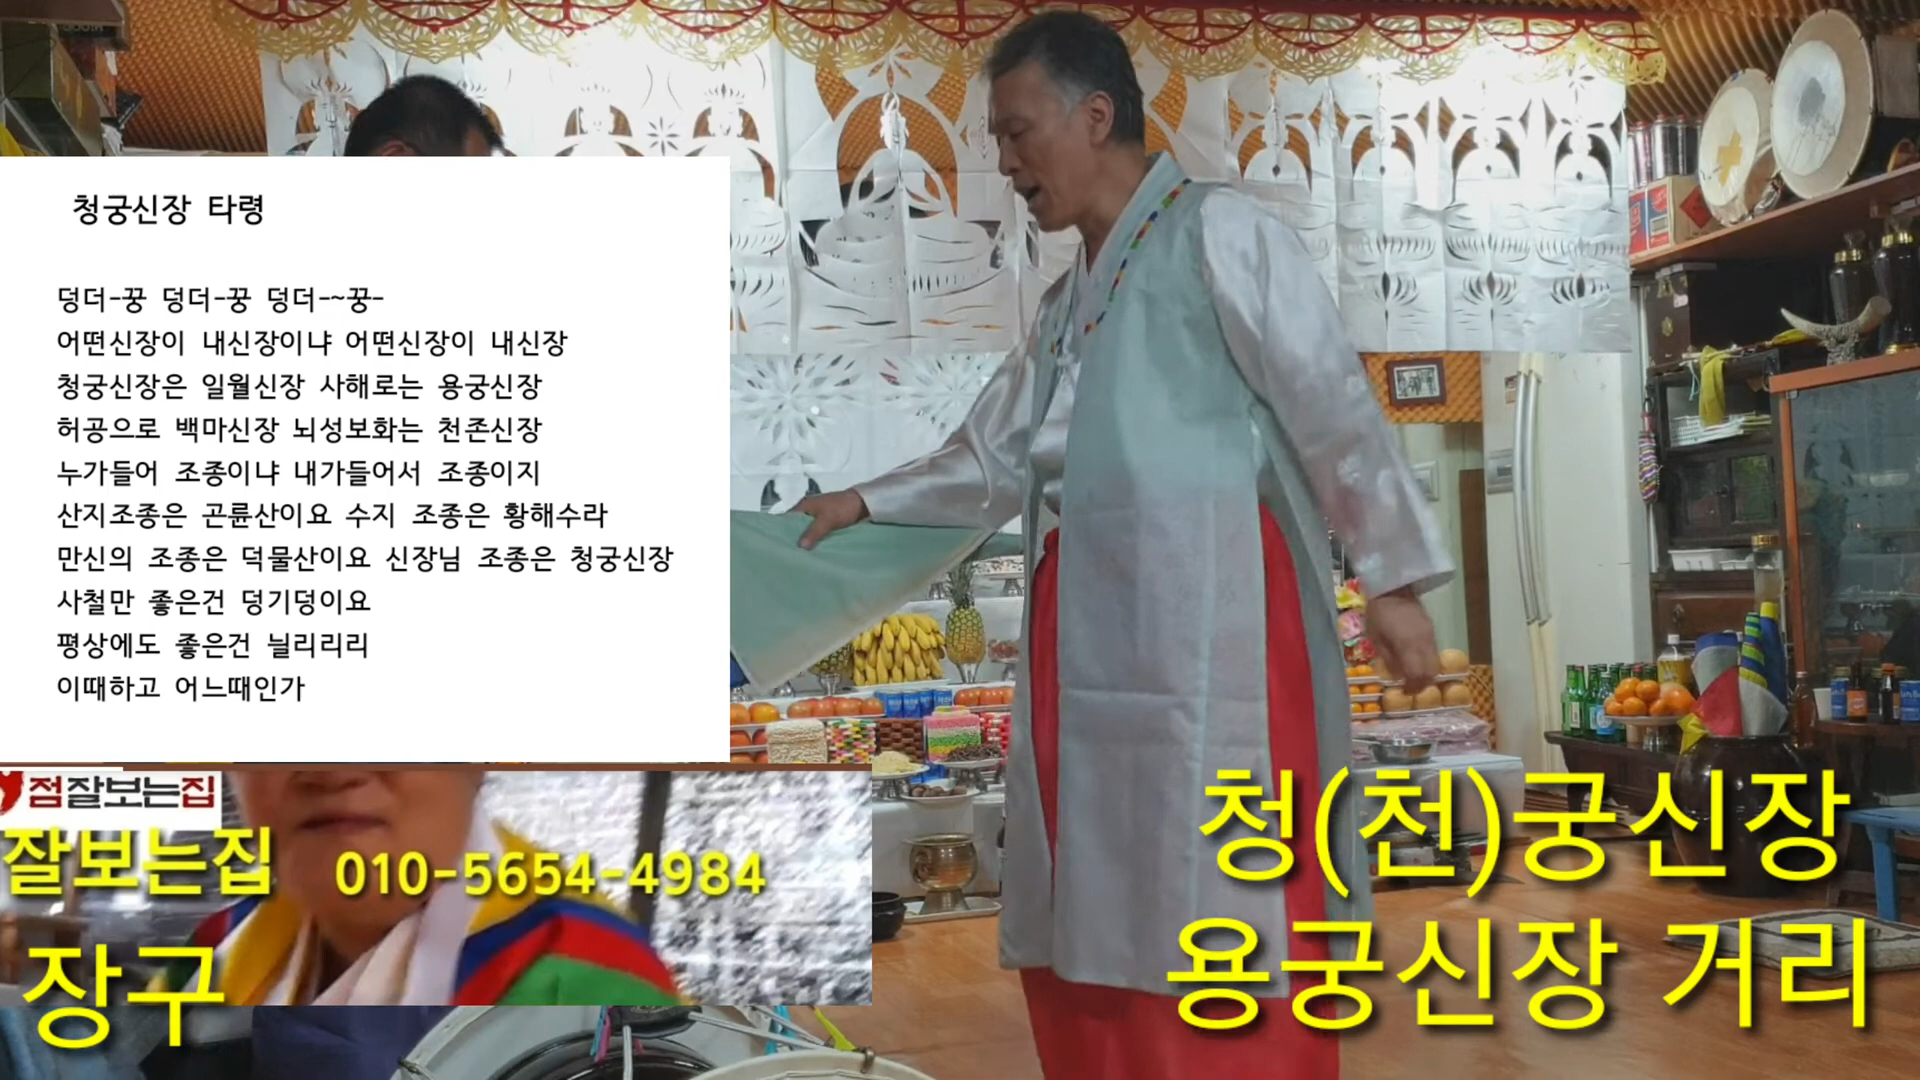 청궁신장 타령
덩더-꿍 덩더-꿍 덩더-~꿍-
어떤신장이 내신장이냐 어떤신장이 내신장
청궁신장은 일월신장 사해로는 용궁신장
허공으로 백마신장 뇌성보화는 천존신장
누가들어 조종이냐 내가들어서 조종이지
산지조종은 곤륜산이요 수지 조종은 황해수라
만신의 조종은 덕물산이요 신장님 조종은 청궁신장
사철만 좋은건 덩기덩이요
평상에도 좋은건 늴리리리
이때하고 어느때인가
점잘보는집
잘보는집 010-5654-4984
장구
청(천)궁신장
용궁신장 거리